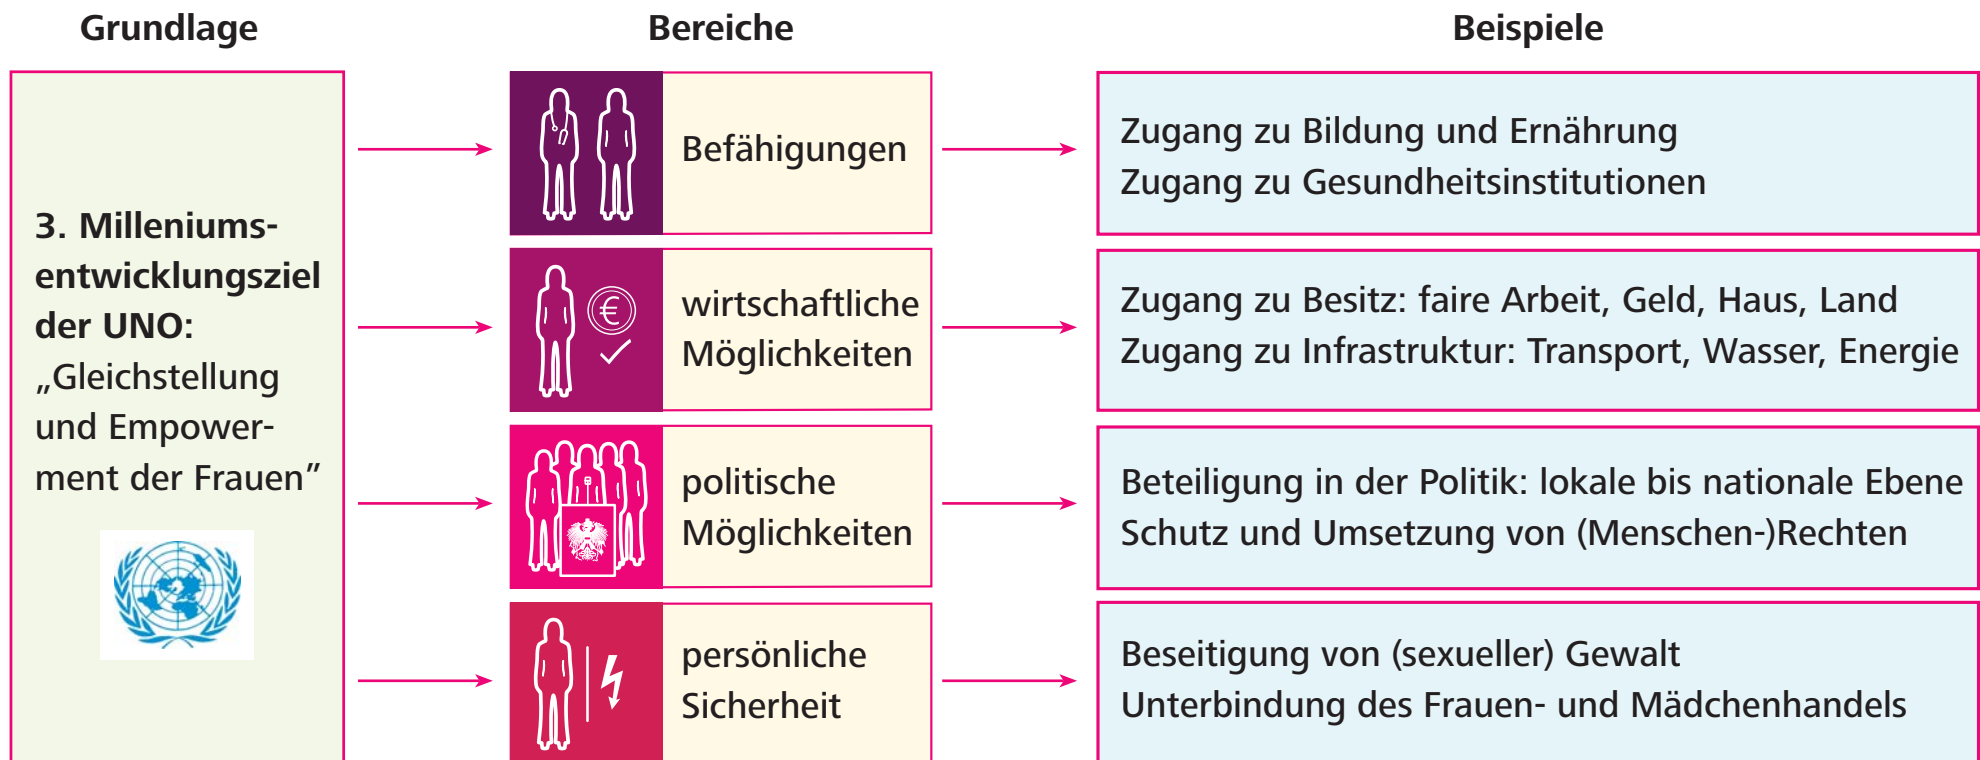 Grundlage
Bereiche
Beispiele
3. Milleniums-
entwicklungsziel
der UNO:
„Gleichstellung
und Empower-
ment der Frauen”
Befähigungen
Zugang zu Bildung und Ernährung
Zugang zu Gesundheitsinstitutionen
wirtschaftliche
Möglichkeiten
€
Zugang zu Besitz: faire Arbeit, Geld, Haus, Land
Zugang zu Infrastruktur: Transport, Wasser, Energie
politische
Möglichkeiten
Beteiligung in der Politik: lokale bis nationale Ebene
Schutz und Umsetzung von (Menschen-)Rechten
persönliche
Sicherheit
Beseitigung von (sexueller) Gewalt
Unterbindung des Frauen- und Mädchenhandels